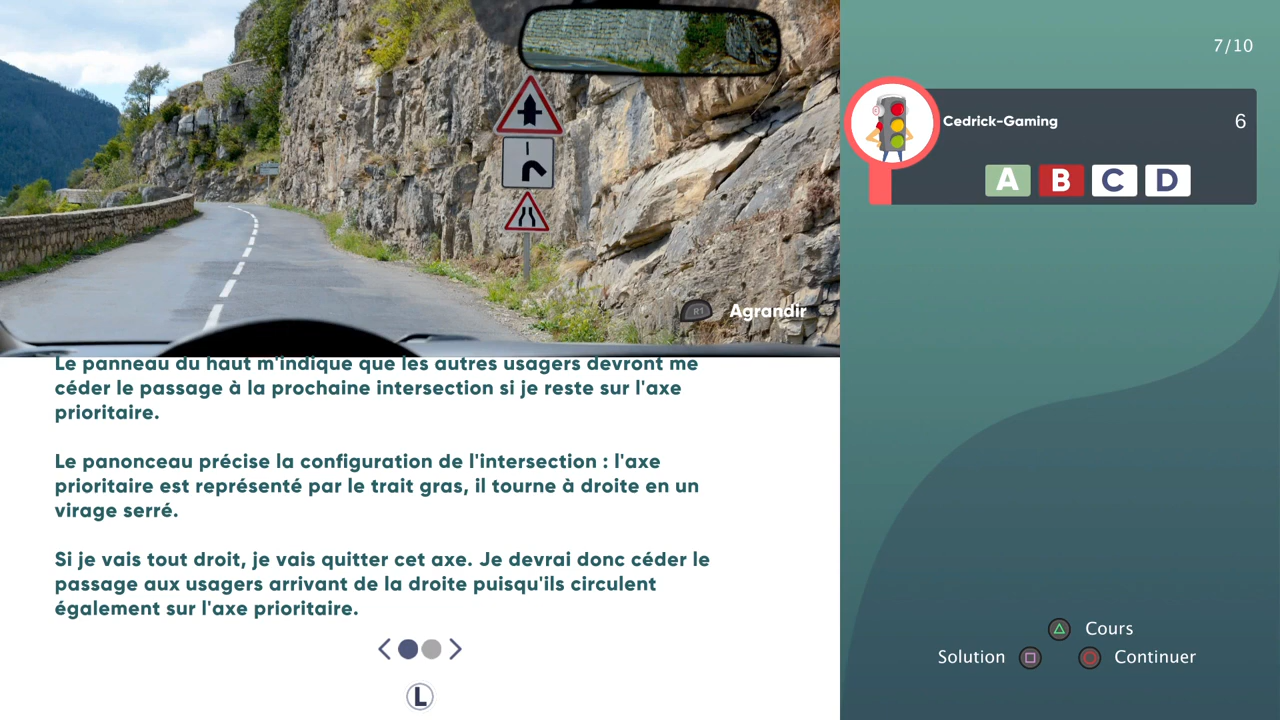 7/10
Cedrick-Gaming
6
A B C D
R1 Agrandir
Le panneau du haut m'indique que les autres usagers devront me
céder le passage à la prochaine intersection si je reste sur l'axe
prioritaire.
Le panonceau précise la configuration de l'intersection : l'axe
prioritaire est représenté par le trait gras, il tourne à droite en un
virage serré.
Si je vais tout droit, je vais quitter cet axe. Je devrai donc céder le
passage aux usagers arrivant de la droite puisqu'ils circulent
également sur l'axe prioritaire.
L
Cours
Solution
Continuer